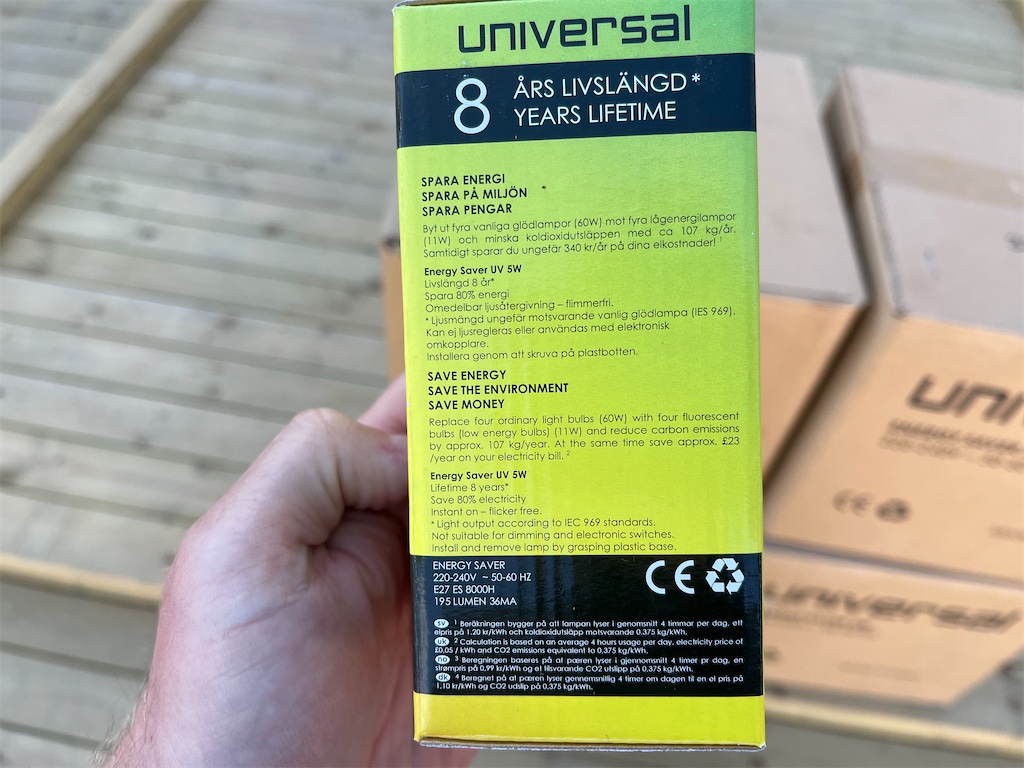 universal
8 ÅRS LIVSLÄNGD*
YEARS LIFETIME
SPARA ENERGI
SPARA PÅ MILJÖN
SPARA PENGAR
Byt ut fyra vanliga glödlampor (60W) mot fyra lågenergilampor
(11W) och minska koldioxidutsläppen med ca 107 kg/år.
Samtidigt sparar du ungefär 340 kr/år på dina elkostnader! 1
Energy Saver UV 5W
Livslängd 8 år*
Spara 80% energi
Omedelbar ljusåtergivning – flimmerfri.
* Ljusmängd ungefär motsvarande vanlig glödlampa (IES 969).
Kan ej ljusregleras eller användas med elektronisk
omkopplare.
Installera genom att skruva på plastbotten.
SAVE ENERGY
SAVE THE ENVIRONMENT
SAVE MONEY
Replace four ordinary light bulbs (60W) with four fluorescent
bulbs (low energy bulbs) (11W) and reduce carbon emissions
by approx. 107 kg/year. At the same time save approx. £23
/year on your electricity bill. 2
Energy Saver UV 5W
Lifetime 8 years*
Save 80% electricity
Instant on – flicker free.
* Light output according to IEC 969 standards.
Not suitable for dimming and electronic switches.
Install and remove lamp by grasping plastic base.
ENERGY SAVER
220-240V ~ 50-60 HZ
E27 ES 8000H
195 LUMEN 36MA
CE
sv 1 Beräkningen bygger på att lampan lyser i genomsnitt 4 timmar per dag, ett
elpris på 1.20 kr/kWh och koldioxidutsläpp motsvarande 0.375 kg/kWh.
uk 2 Calculation is based on an average 4 hours usage per day, electricity price of
£0,05 / kWh and CO2 emissions equivalent to 0,375 kg/kWh.
no 3 Beregningen baseres på at pæren lyser i gjennomsnitt 4 timer pr dag, en
strømpris på 0,99 kr/kWh og et tilsvarande CO2 utslipp på 0,375 kg/kWh.
dk 4 Beregnet på at pæren lyser gennemsnitlig 4 timer om dagen til en el pris på
1,10 kr/kWh og CO2 udslip på 0,375 kg/kWh.
uni
CE
universal